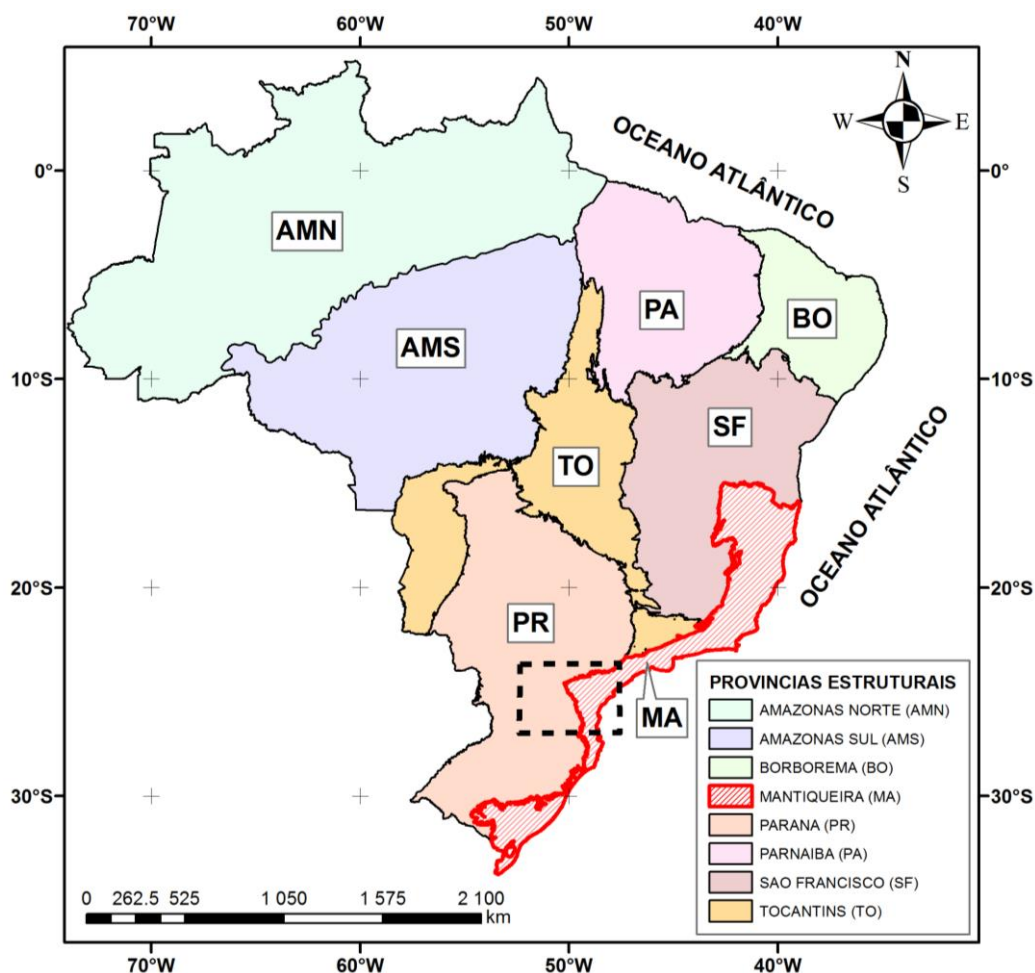 70°W 60°W 50°W 40°W
N
W E
S
OCEANO ATLÂNTICO
0° 0°
AMN
PA
BO
AMS
10°S 10°S
SF
TO
OCEANO ATLÂNTICO
20°S 20°S
PR
MA
30°S 30°S
PROVINCIAS ESTRUTURAIS
AMAZONAS NORTE (AMN)
AMAZONAS SUL (AMS)
BORBOREMA (BO)
MANTIQUEIRA (MA)
PARANA (PR)
PARNAIBA (PA)
SAO FRANCISCO (SF)
TOCANTINS (TO)
0 262.5 525 1 050 1 575 2 100
km
70°W 60°W 50°W 40°W